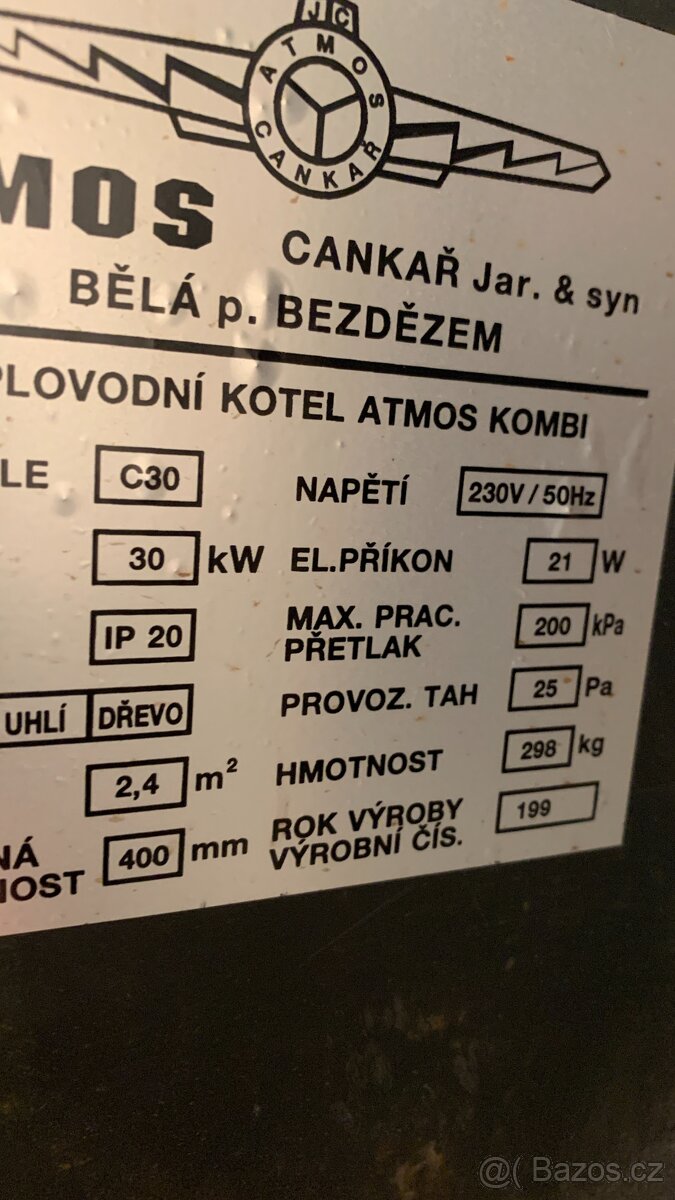 JC
ATMOS
CANKAŘ
MOS
CANKAŘ Jar. & syn
BĚLÁ p. BEZDĚZEM
PLOVODNÍ KOTEL ATMOS KOMBI
LE C30 NAPĚTÍ 230V / 50Hz
30 kW EL.PŘÍKON 21 W
IP 20 MAX. PRAC. PŘETLAK 200 kPa
UHLÍ DŘEVO PROVOZ. TAH 25 Pa
2,4 m² HMOTNOST 298 kg
NÁ
NOST 400 mm ROK VÝROBY
VÝROBNÍ ČÍS. 199
@( Bazos.cz